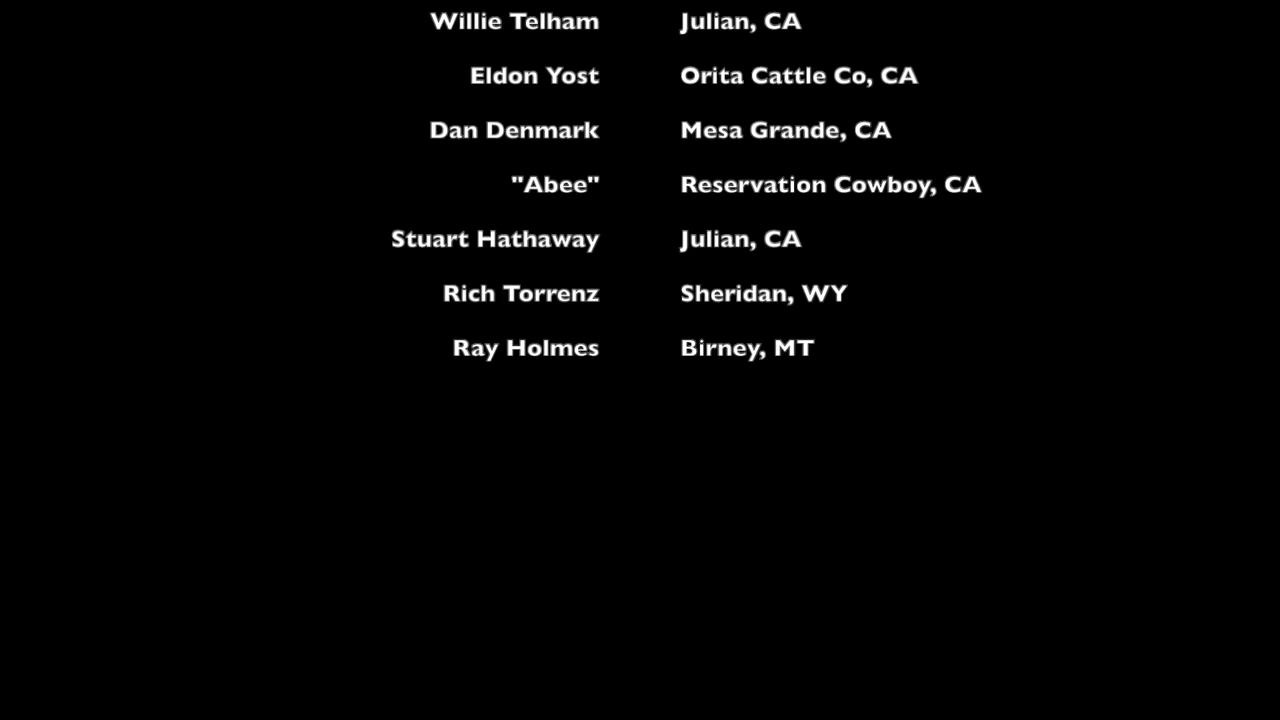 Willie Telham Julian, CA
Eldon Yost Orita Cattle Co, CA
Dan Denmark Mesa Grande, CA
"Abee" Reservation Cowboy, CA
Stuart Hathaway Julian, CA
Rich Torrenz Sheridan, WY
Ray Holmes Birney, MT